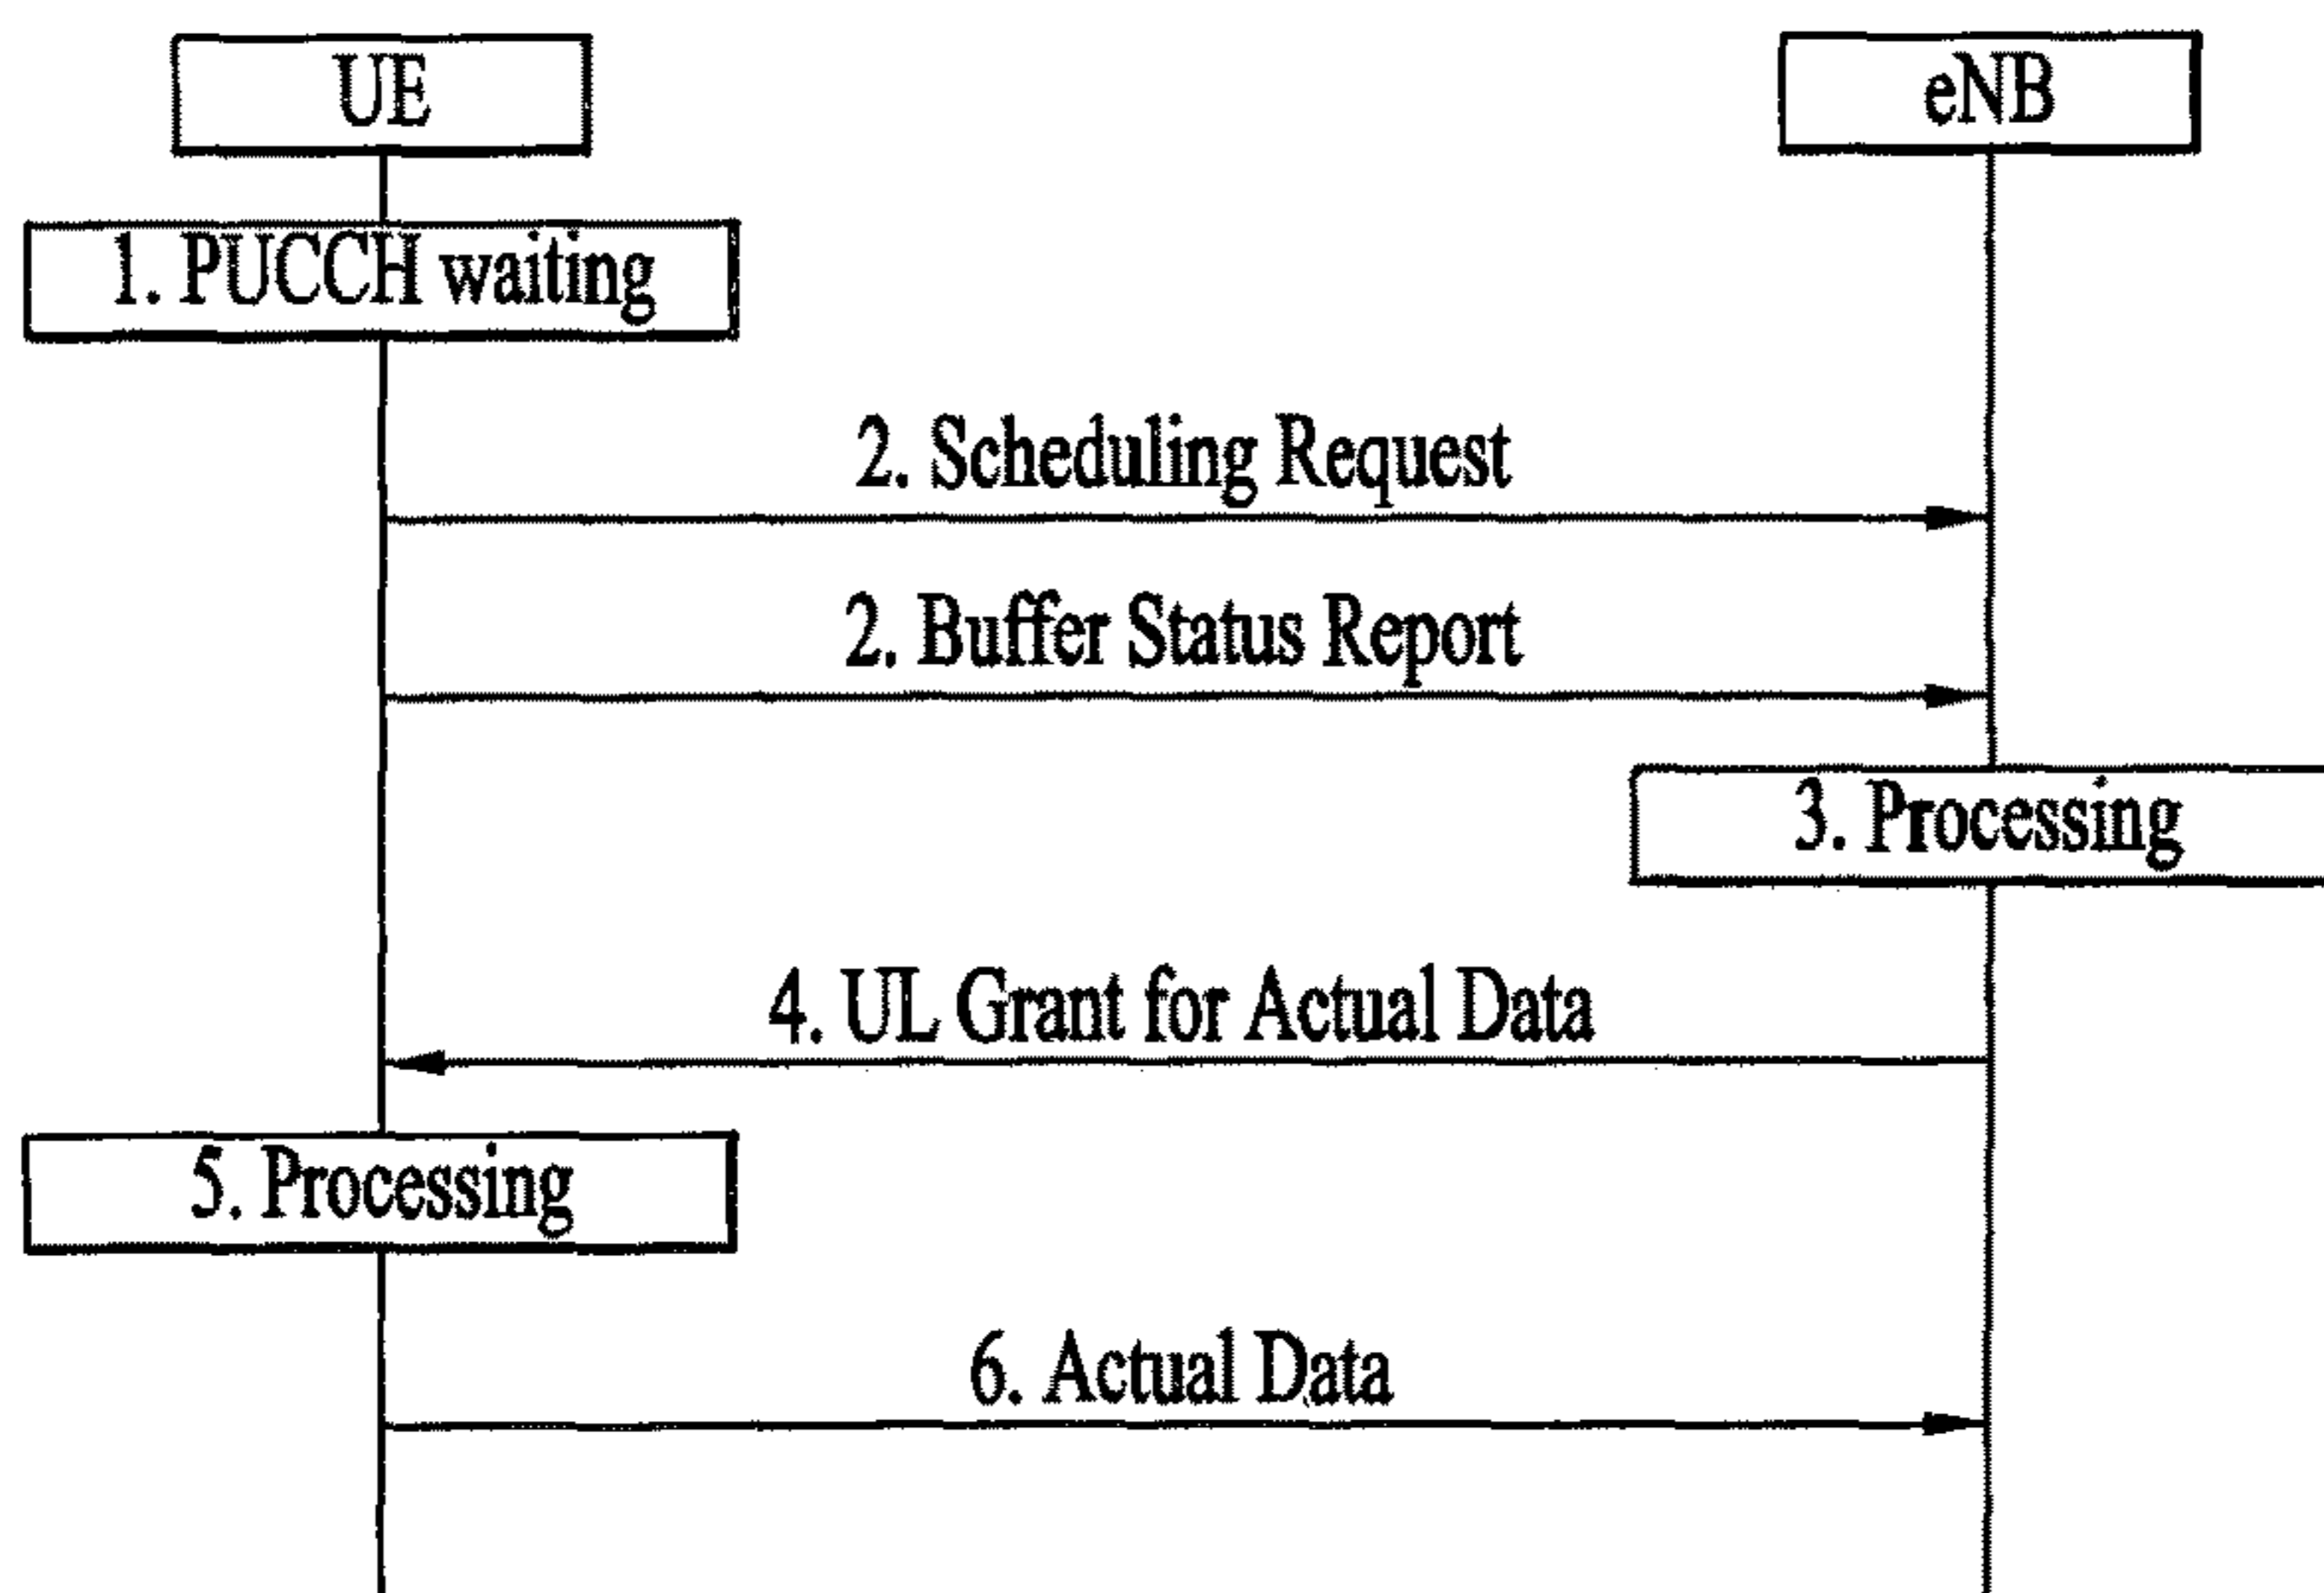 UE
eNB
1. PUCCH waiting
2. Scheduling Request
2. Buffer Status Report
3. Processing
4. UL Grant for Actual Data
5. Processing
6. Actual Data